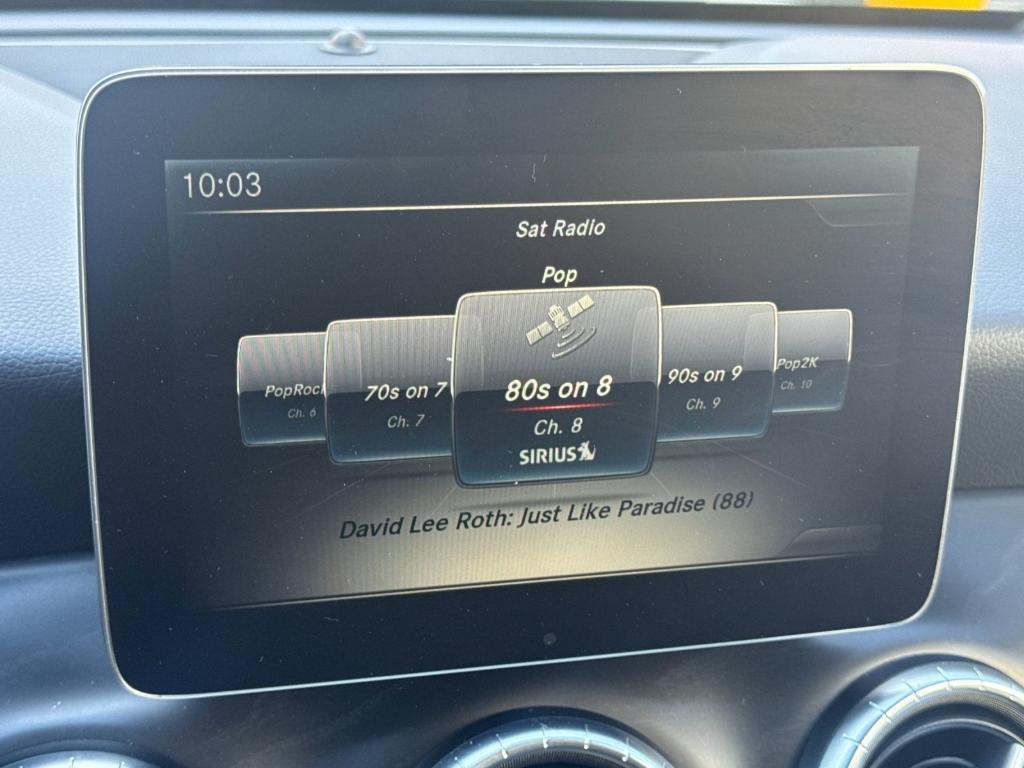 10:03
Sat Radio
Pop
PopRock
Ch. 6
70s on 7
Ch. 7
80s on 8
Ch. 8
SIRIUS
90s on 9
Ch. 9
Pop2K
Ch. 10
David Lee Roth: Just Like Paradise (88)